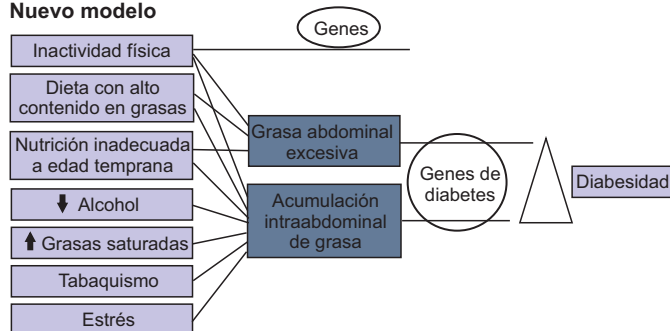 Nuevo modelo
Genes
Inactividad física
Dieta con alto
contenido en grasas
Nutrición inadecuada
a edad temprana
⬇ Alcohol
⬆ Grasas saturadas
Tabaquismo
Estrés
Grasa abdominal
excesiva
Acumulación
intraabdominal
de grasa
Genes de
diabetes
Diabesidad